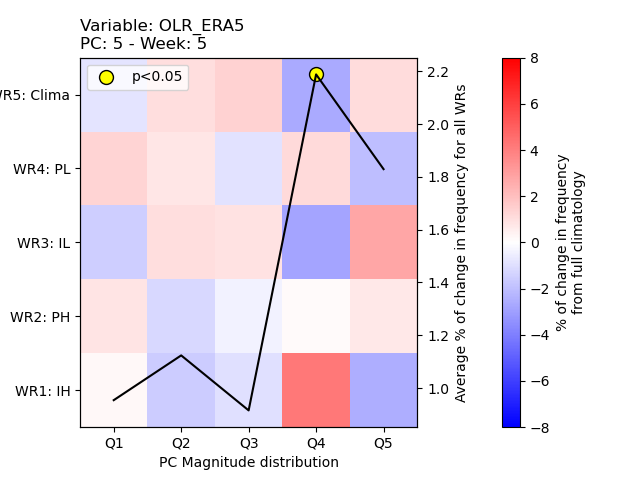 Variable: OLR_ERA5
PC: 5 - Week: 5
p<0.05
WR5: Clima
WR4: PL
WR3: IL
WR2: PH
WR1: IH
Q1 Q2 Q3 Q4 Q5
PC Magnitude distribution
2.2
2.0
1.8
1.6
1.4
1.2
1.0
Average % of change in frequency for all WRs
8
6
4
2
0
−2
−4
−6
−8
% of change in frequency
from full climatology